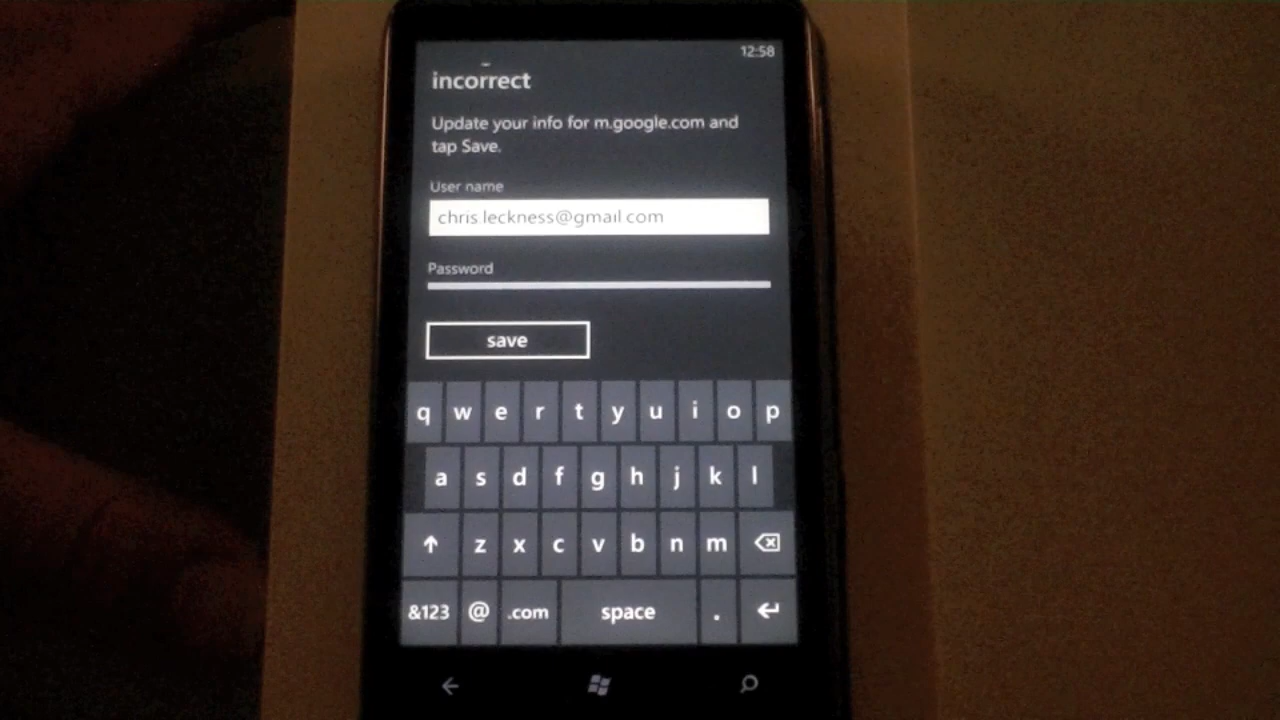 12:58
incorrect
Update your info for m.google.com and
tap Save.
User name
chris.leckness@gmail.com
Password
save
q w e r t y u i o p
a s d f g h j k l
z x c v b n m
&123 @ .com space .